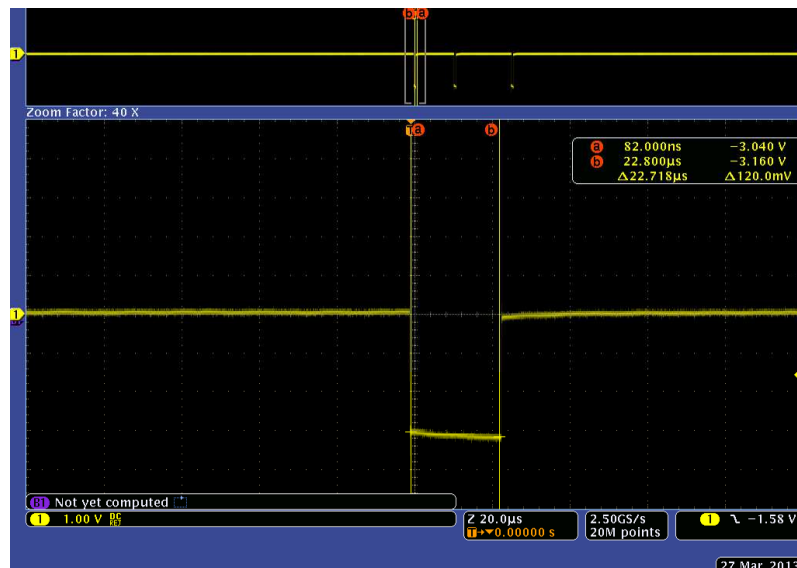 b a
1
Zoom Factor: 40 X
T a b
a 82.000ns −3.040 V
b 22.800µs −3.160 V
Δ22.718µs Δ120.0mV
1
B1 Not yet computed
1 1.00 V DC
Z 20.0µs
T→▼0.00000 s
2.50GS/s
20M points
1 −1.58 V
27 Mar 2013